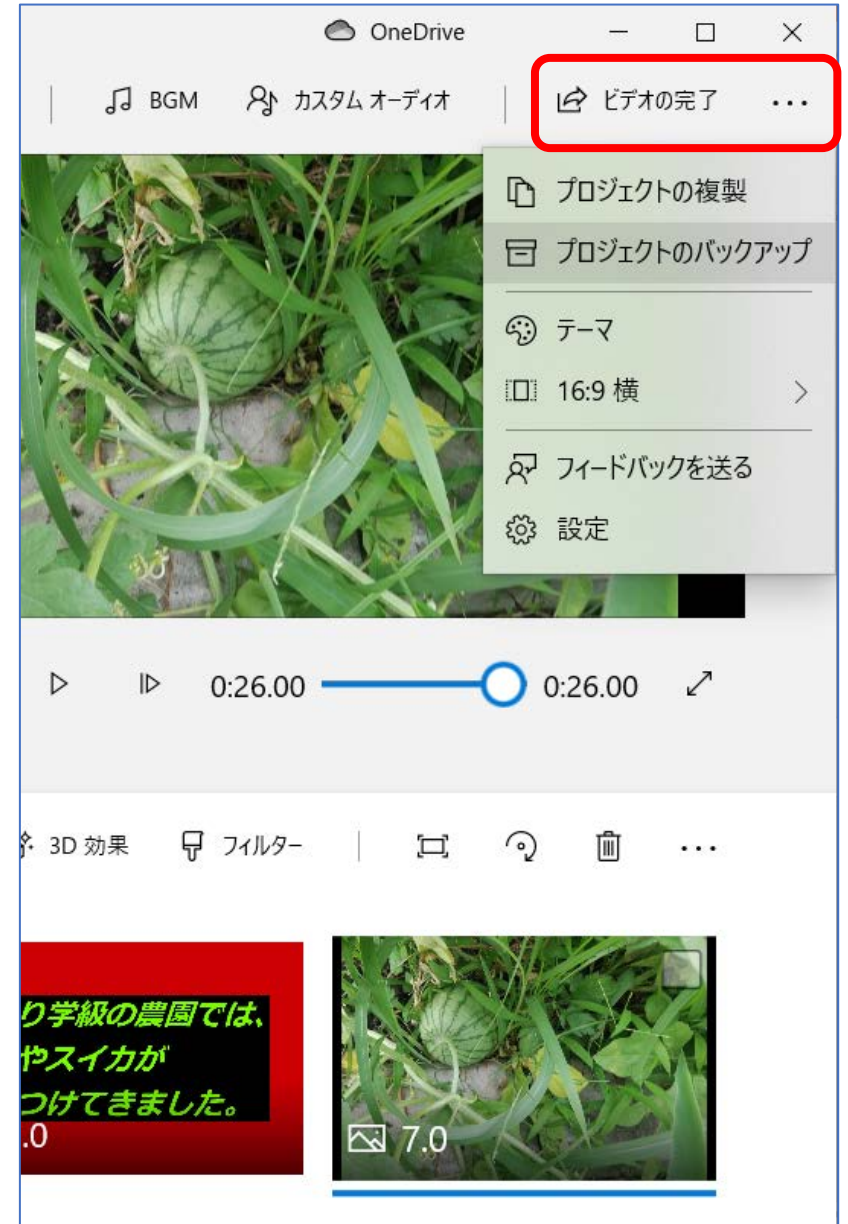 OneDrive
BGM カスタム オーディオ ビデオの完了 ...
プロジェクトの複製
プロジェクトのバックアップ
テーマ
16:9 横
フィードバックを送る
設定
0:26.00 0:26.00
3D 効果 フィルター ...
り学級の農園では、
やスイカが
つけてきました。
.0
7.0